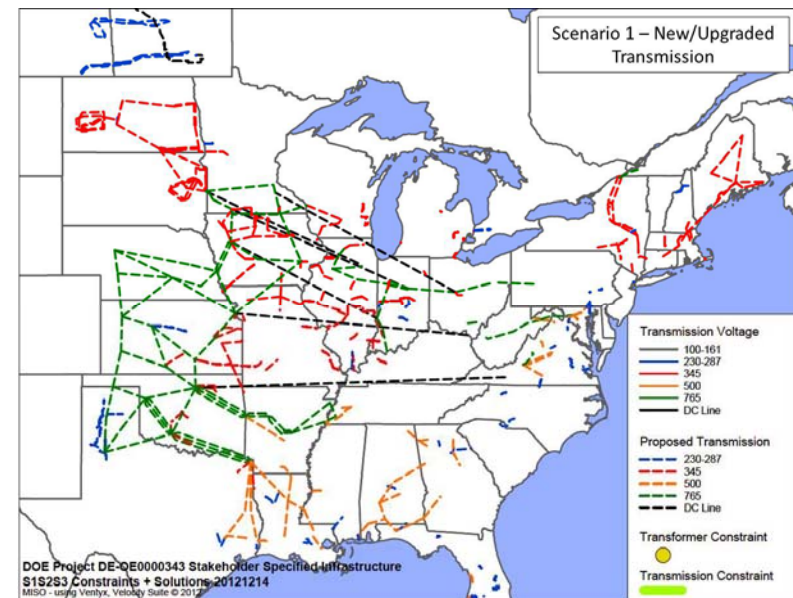 Scenario 1 – New/Upgraded
Transmission
Transmission Voltage
100-161
230-287
345
500
765
DC Line
Proposed Transmission
230-287
345
500
765
DC Line
Transformer Constraint
Transmission Constraint
DOE Project DE-OE0000343 Stakeholder Specified Infrastructure
S1S2S3 Constraints + Solutions 20121214
MISO - using Ventyx, Velocity Suite ©